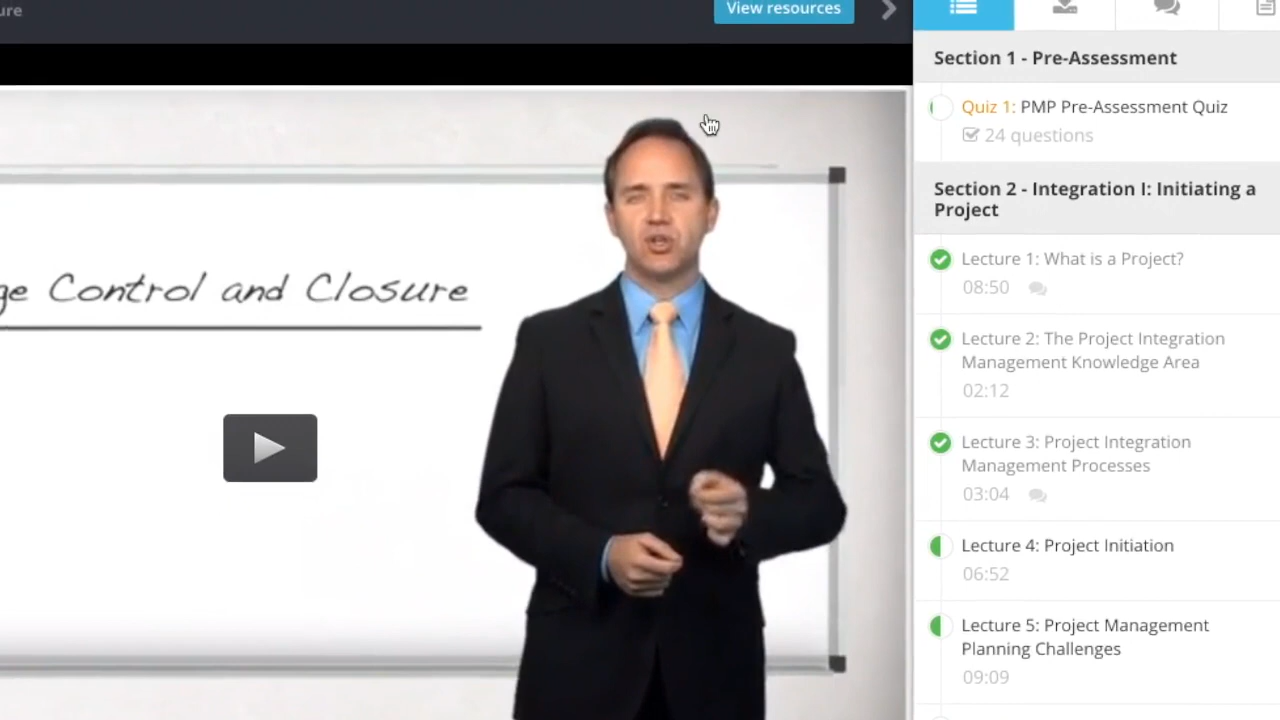 ure
View resources
ge Control and Closure
Section 1 - Pre-Assessment
Quiz 1: PMP Pre-Assessment Quiz
24 questions
Section 2 - Integration I: Initiating a
Project
Lecture 1: What is a Project?
08:50
Lecture 2: The Project Integration
Management Knowledge Area
02:12
Lecture 3: Project Integration
Management Processes
03:04
Lecture 4: Project Initiation
06:52
Lecture 5: Project Management
Planning Challenges
09:09